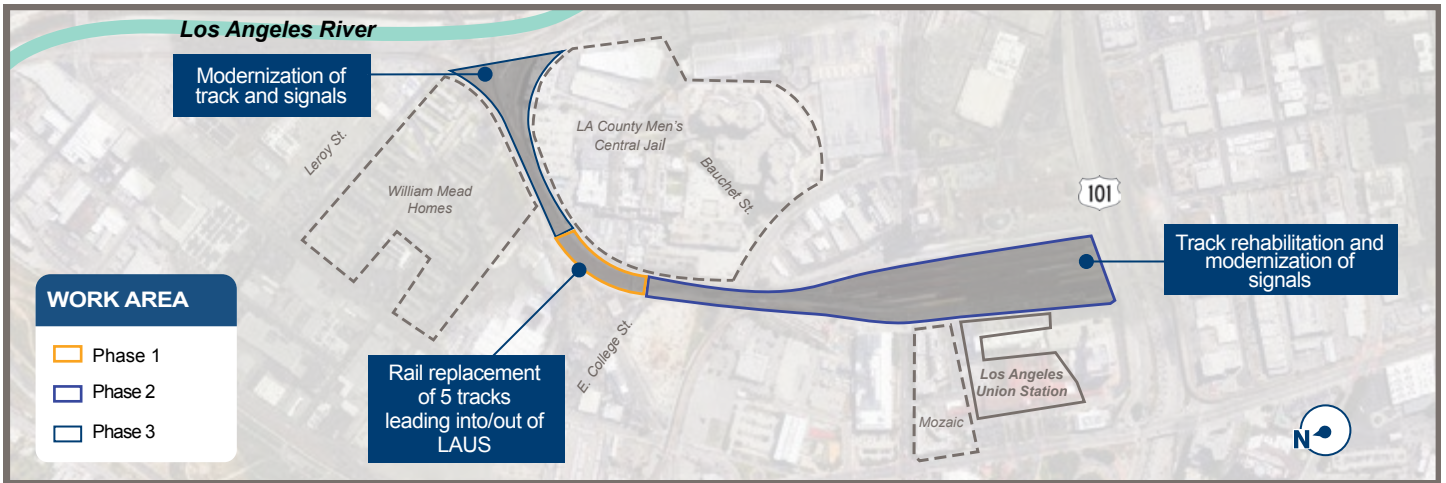 Los Angeles River
Modernization of
track and signals
LA County Men's
Central Jail
Leroy St.
Bauchet St.
William Mead
Homes
101
Track rehabilitation and
modernization of
signals
WORK AREA
Phase 1
Phase 2
Phase 3
E. College St.
Rail replacement
of 5 tracks
leading into/out of
LAUS
Los Angeles
Union Station
Mozaic
N